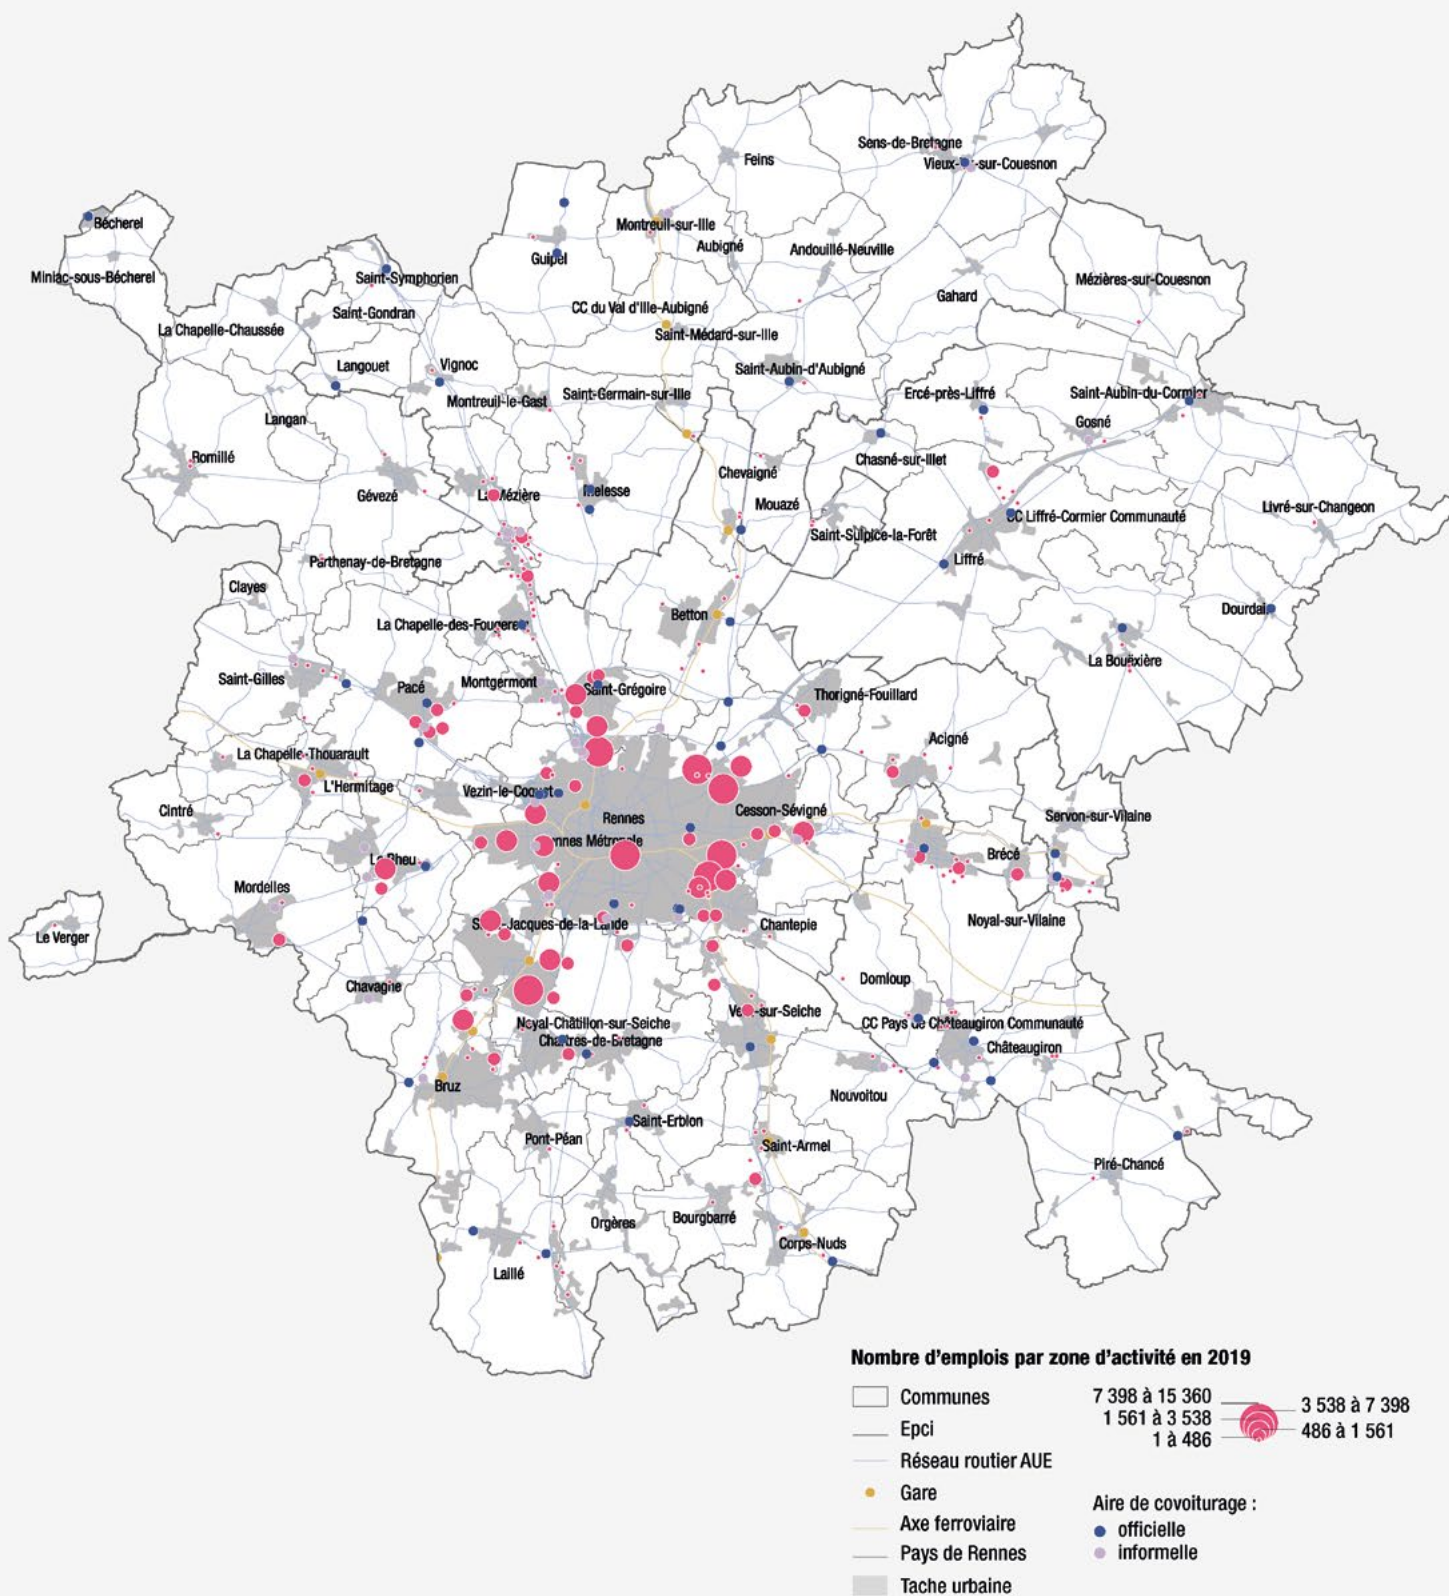 Sens-de-Bretagne
Feins
Vieux- -sur-Couesnon
Bécherel
Montreuil-sur-Ille
Aubigné
Andouillé-Neuville
Guipel
Miniac-sous-Bécherel
Saint-Symphorien
Mézières-sur-Couesnon
Gahard
CC du Val d'Ille-Aubigné
Saint-Gondran
La Chapelle-Chaussée
Saint-Médard-sur-Ille
Langouet
Vignoc
Saint-Aubin-d'Aubigné
Montreuil-le-Gast
Saint-Germain-sur-Ille
Ercé-près-Liffré
Saint-Aubin-du-Cormier
Langan
Gosné
Romillé
Chasné-sur-Illet
Chevaigné
Gévezé
La Mézière
Melesse
Mouazé
Livré-sur-Changeon
CC Liffré-Cormier Communauté
Saint-Sulpice-la-Forêt
Parthenay-de-Bretagne
Liffré
Clayes
Betton
Dourdain
La Chapelle-des-Fougeretz
La Bouëxière
Saint-Gilles
Pacé
Montgermont
Saint-Grégoire
Thorigné-Fouillard
Acigné
La Chapelle-Thouarault
L'Hermitage
Vezin-le-Coquet
Cesson-Sévigné
Cintré
Rennes
Servon-sur-Vilaine
Rennes Métropole
Brécé
Le Rheu
Mordelles
Noyal-sur-Vilaine
Saint-Jacques-de-la-Lande
Chantepie
Le Verger
Domloup
Chavagne
Vern-sur-Seiche
Noyal-Châtillon-sur-Seiche
CC Pays de Châteaugiron Communauté
Chartres-de-Bretagne
Châteaugiron
Bruz
Nouvoitou
Saint-Erblon
Pont-Péan
Saint-Armel
Piré-Chancé
Orgères
Bourgbarré
Corps-Nuds
Laillé
Nombre d'emplois par zone d'activité en 2019
Communes
Epci
Réseau routier AUE
Gare
Axe ferroviaire
Pays de Rennes
Tache urbaine
7 398 à 15 360
3 538 à 7 398
1 561 à 3 538
486 à 1 561
1 à 486
Aire de covoiturage :
officielle
informelle